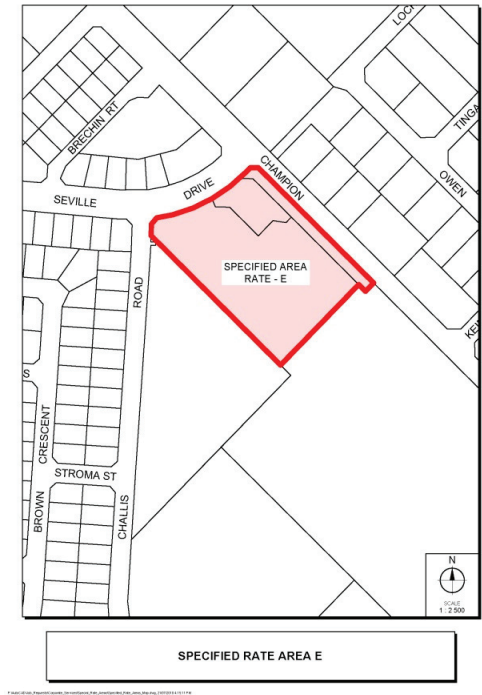 LOCH
BRECHIN RT
TINGA
CHAMPION
DRIVE
OWEN
SEVILLE
SPECIFIED AREA
RATE - E
ROAD
KEI
S
CRESCENT
STROMA ST
BROWN
CHALLIS
N
SCALE
1 : 2 500
SPECIFIED RATE AREA E